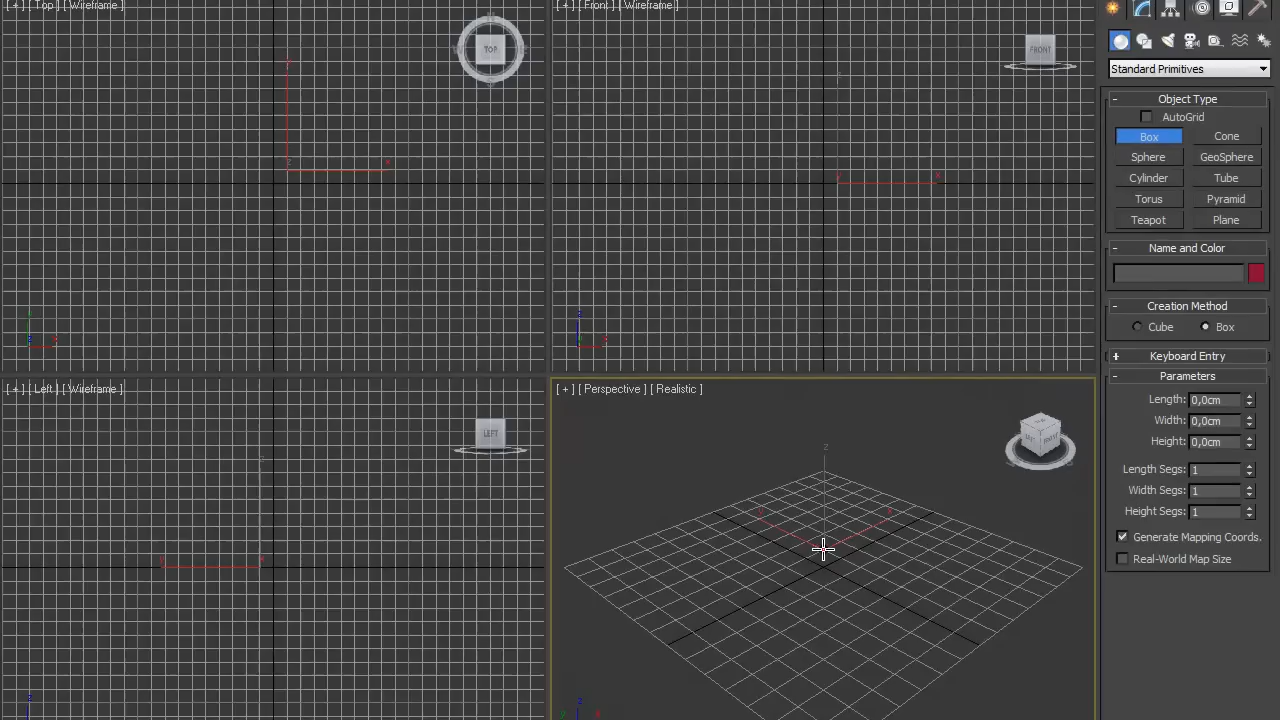 [ + ] [ Top ] [ Wireframe ]
TOP
y
z
x
z
x
[ + ] [ Front ] [ Wireframe ]
FRONT
y
x
z
x
[ + ] [ Left ] [ Wireframe ]
LEFT
y
x
z
[ + ] [ Perspective ] [ Realistic ]
FRONT
z
y
x
z
y
x
Standard Primitives
- Object Type
AutoGrid
Box Cone
Sphere GeoSphere
Cylinder Tube
Torus Pyramid
Teapot Plane
- Name and Color
- Creation Method
Cube Box
+ Keyboard Entry
- Parameters
Length: 0,0cm
Width: 0,0cm
Height: 0,0cm
Length Segs: 1
Width Segs: 1
Height Segs: 1
Generate Mapping Coords.
Real-World Map Size